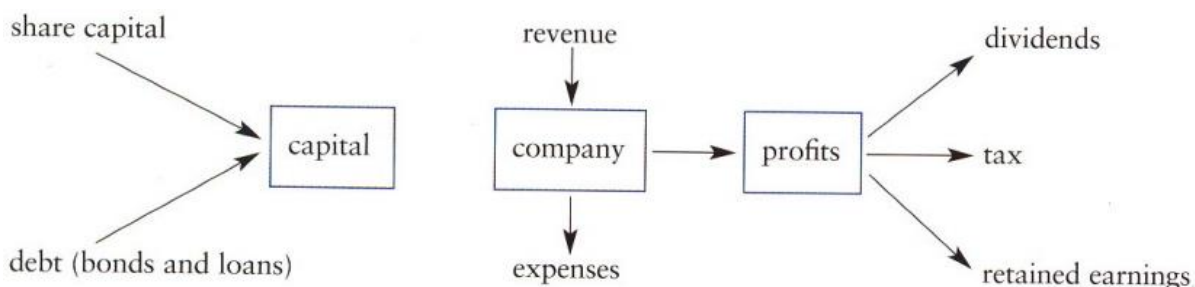 share capital
revenue
dividends
capital
company
profits
tax
debt (bonds and loans)
expenses
retained earnings